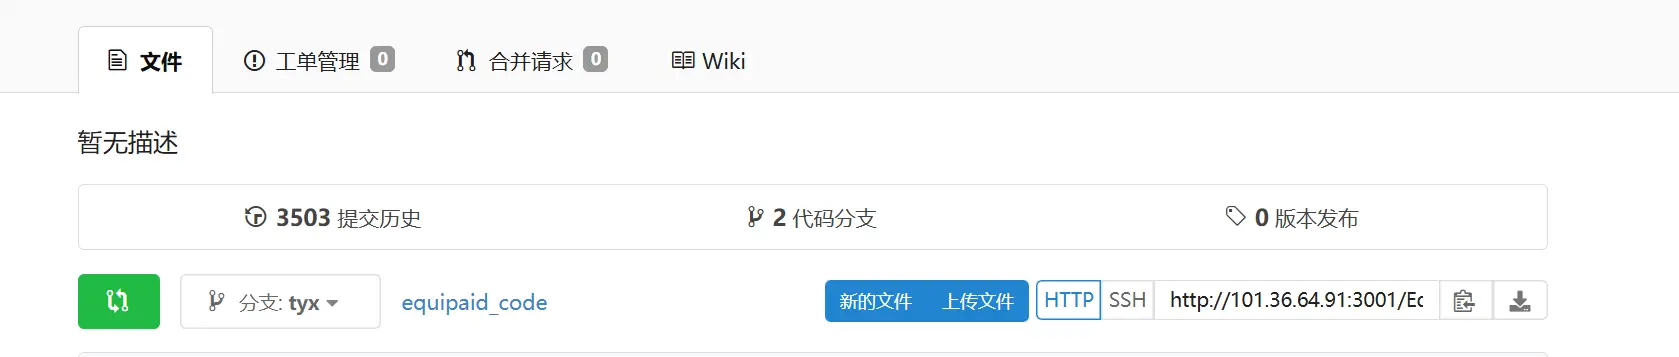 文件 工单管理 0 合并请求 0 Wiki
暂无描述
3503 提交历史 2 代码分支 0 版本发布
分支: tyx equipaid_code 新的文件 上传文件 HTTP SSH http://101.36.64.91:3001/Ec